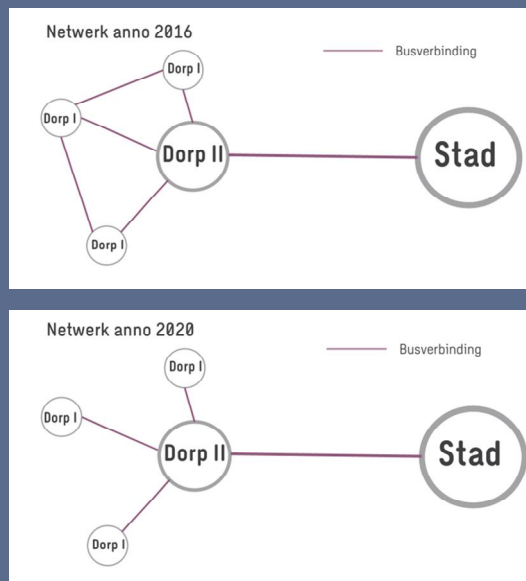 Netwerk anno 2016
Busverbinding
Dorp I
Dorp I
Dorp II
Stad
Dorp I
Netwerk anno 2020
Busverbinding
Dorp I
Dorp I
Dorp II
Stad
Dorp I